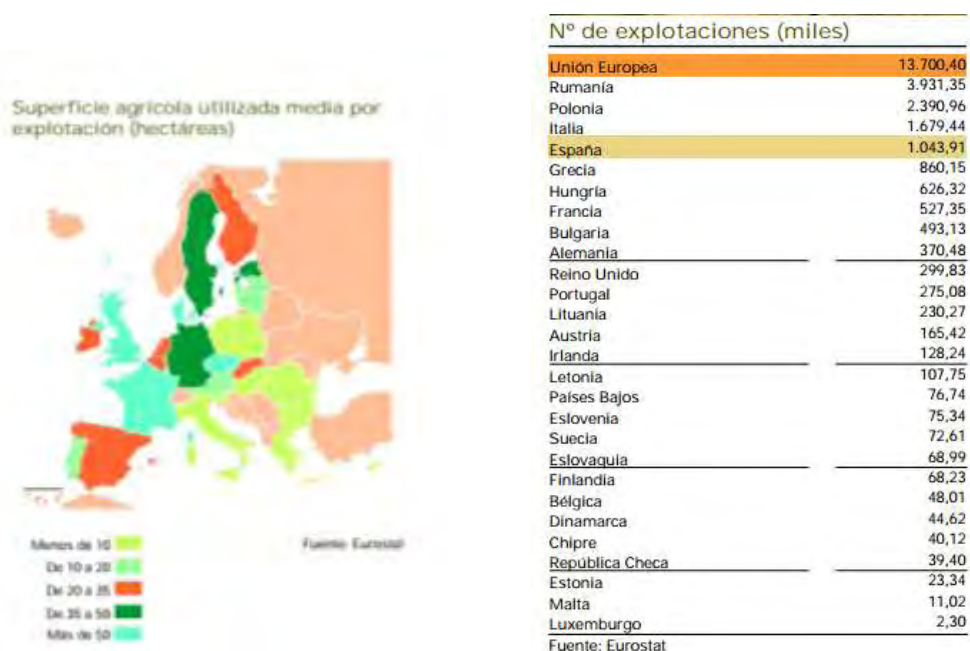 Superficie agrícola utilizada media por
explotación (hectáreas)
Menos de 10
De 10 a 20
De 20 a 35
De 35 a 50
Más de 50
Fuente: Eurostat
Nº de explotaciones (miles)
Unión Europea 13.700,40
Rumanía 3.931,35
Polonia 2.390,96
Italia 1.679,44
España 1.043,91
Grecia 860,15
Hungría 626,32
Francia 527,35
Bulgaria 493,13
Alemania 370,48
Reino Unido 299,83
Portugal 275,08
Lituania 230,27
Austria 165,42
Irlanda 128,24
Letonia 107,75
Países Bajos 76,74
Eslovenia 75,34
Suecia 72,61
Eslovaquia 68,99
Finlandia 68,23
Bélgica 48,01
Dinamarca 44,62
Chipre 40,12
República Checa 39,40
Estonia 23,34
Malta 11,02
Luxemburgo 2,30
Fuente: Eurostat